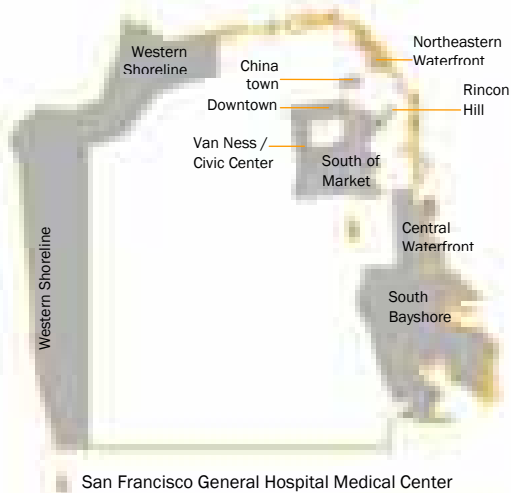 Western
Shoreline
Northeastern
Waterfront
China
town
Rincon
Hill
Downtown
Van Ness /
Civic Center
South of
Market
Central
Waterfront
Western Shoreline
South
Bayshore
San Francisco General Hospital Medical Center